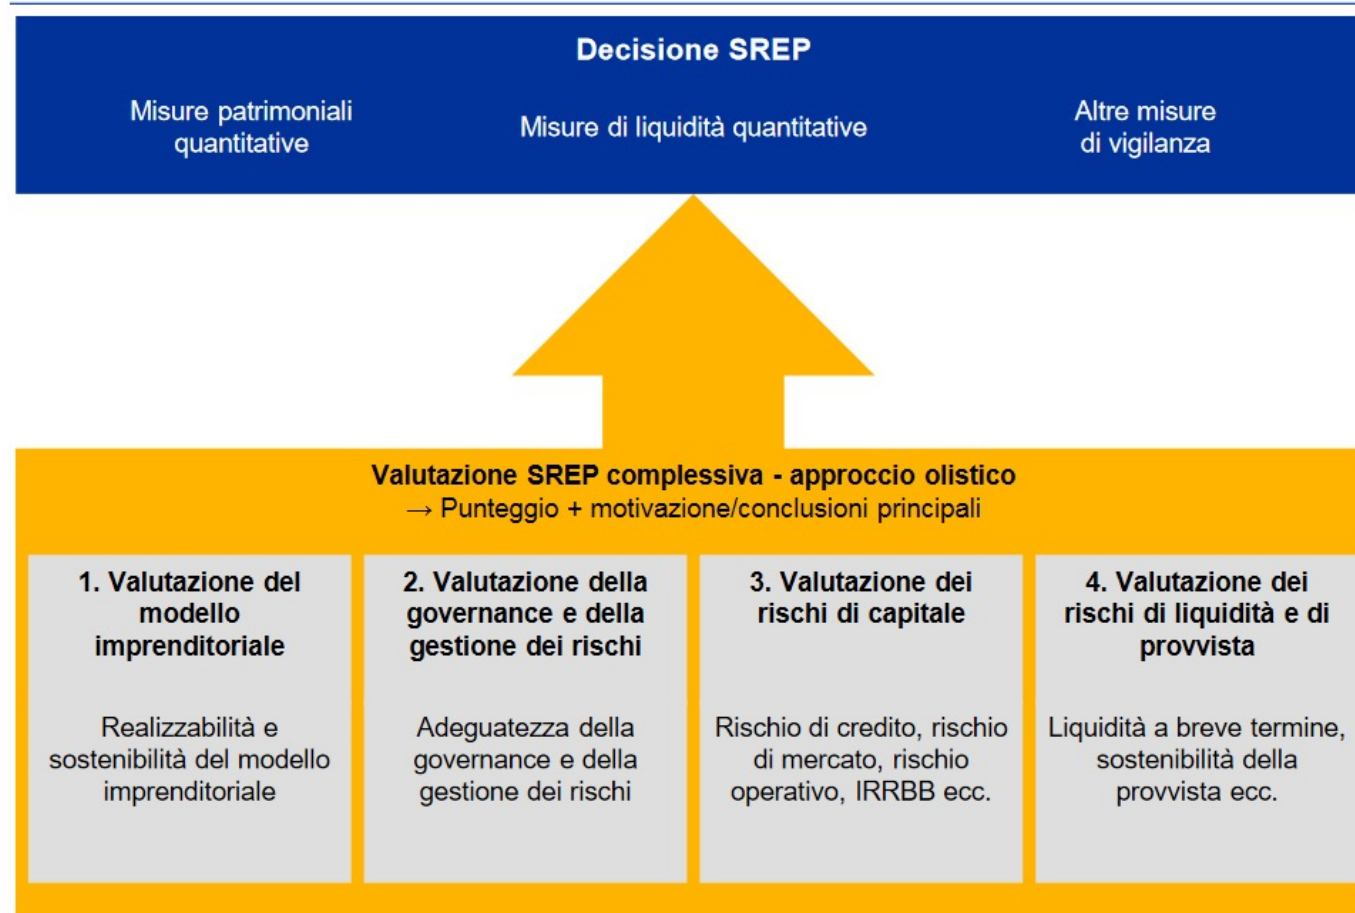 Decisione SREP
Misure patrimoniali
quantitative
Misure di liquidità quantitative
Altre misure
di vigilanza
Valutazione SREP complessiva - approccio olistico
→ Punteggio + motivazione/conclusioni principali
1. Valutazione del
modello
imprenditoriale
Realizzabilità e
sostenibilità del modello
imprenditoriale
2. Valutazione della
governance e della
gestione dei rischi
Adeguatezza della
governance e della
gestione dei rischi
3. Valutazione dei
rischi di capitale
Rischio di credito, rischio
di mercato, rischio
operativo, IRRBB ecc.
4. Valutazione dei
rischi di liquidità e di
provvista
Liquidità a breve termine,
sostenibilità della
provvista ecc.